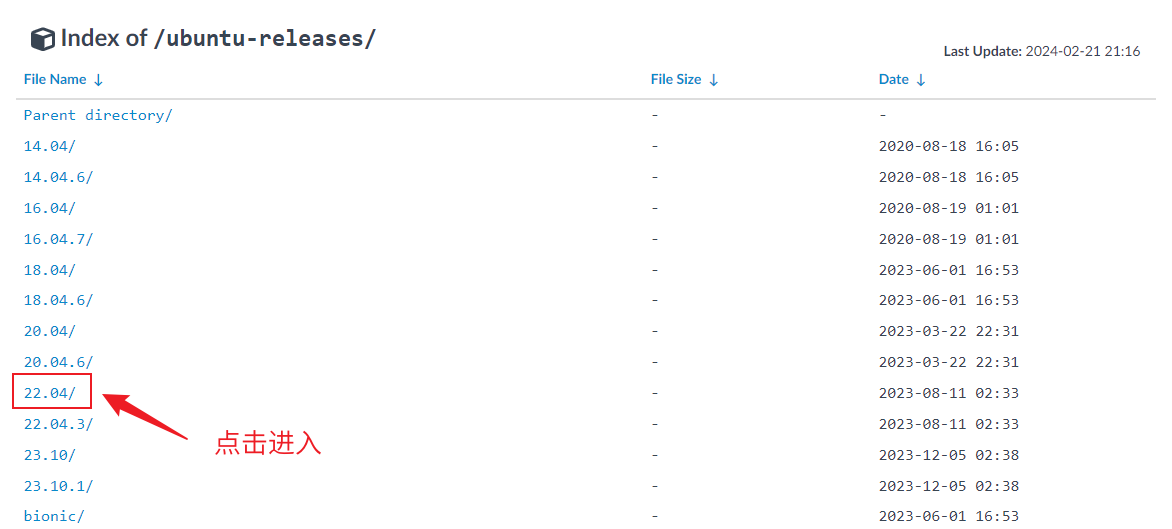 Index of /ubuntu-releases/
Last Update: 2024-02-21 21:16
File Name ↓ File Size ↓ Date ↓
Parent directory/ - -
14.04/ - 2020-08-18 16:05
14.04.6/ - 2020-08-18 16:05
16.04/ - 2020-08-19 01:01
16.04.7/ - 2020-08-19 01:01
18.04/ - 2023-06-01 16:53
18.04.6/ - 2023-06-01 16:53
20.04/ - 2023-03-22 22:31
20.04.6/ - 2023-03-22 22:31
22.04/ - 2023-08-11 02:33
22.04.3/ - 2023-08-11 02:33
点击进入
23.10/ - 2023-12-05 02:38
23.10.1/ - 2023-12-05 02:38
bionic/ - 2023-06-01 16:53